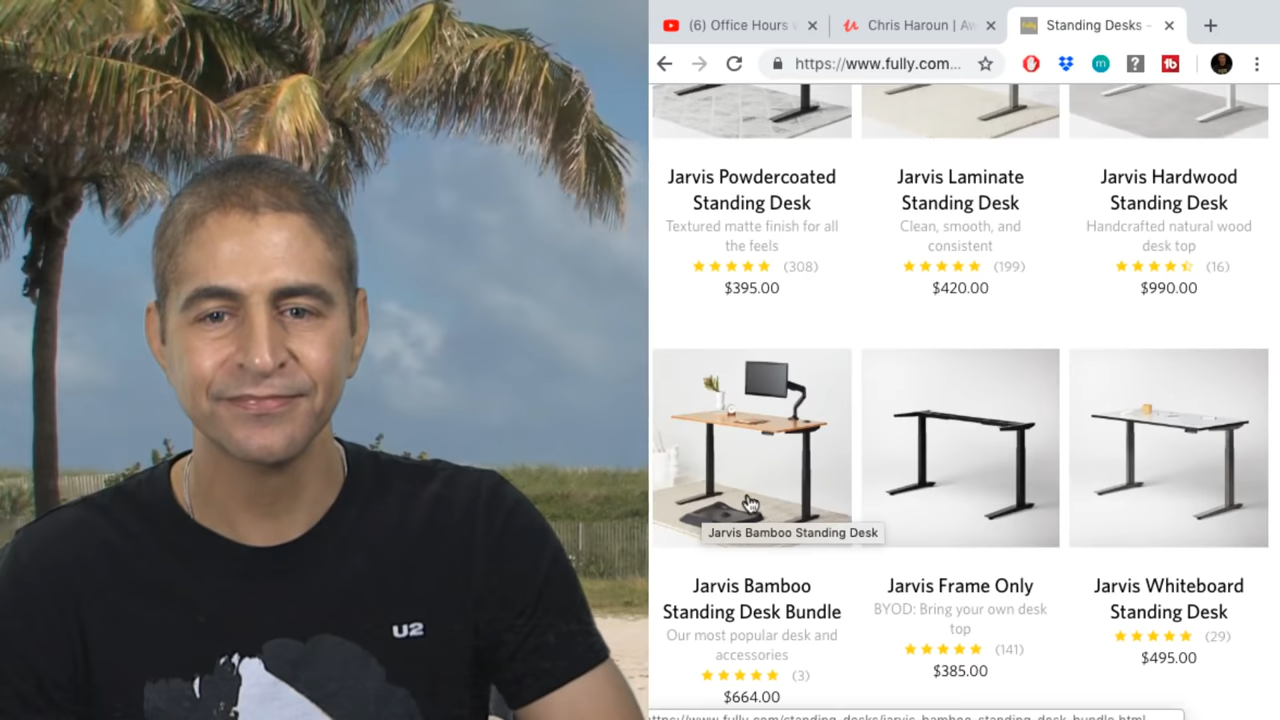 (6) Office Hours
Chris Haroun | Aw
Standing Desks -
https://www.fully.com...
Jarvis Powdercoated
Standing Desk
Textured matte finish for all
the feels
(308)
$395.00
Jarvis Laminate
Standing Desk
Clean, smooth, and
consistent
(199)
$420.00
Jarvis Hardwood
Standing Desk
Handcrafted natural wood
desk top
(16)
$990.00
Jarvis Bamboo Standing Desk
Jarvis Bamboo
Standing Desk Bundle
Our most popular desk and
accessories
(3)
$664.00
Jarvis Frame Only
BYOD: Bring your own desk
top
(141)
$385.00
Jarvis Whiteboard
Standing Desk
(29)
$495.00
U2